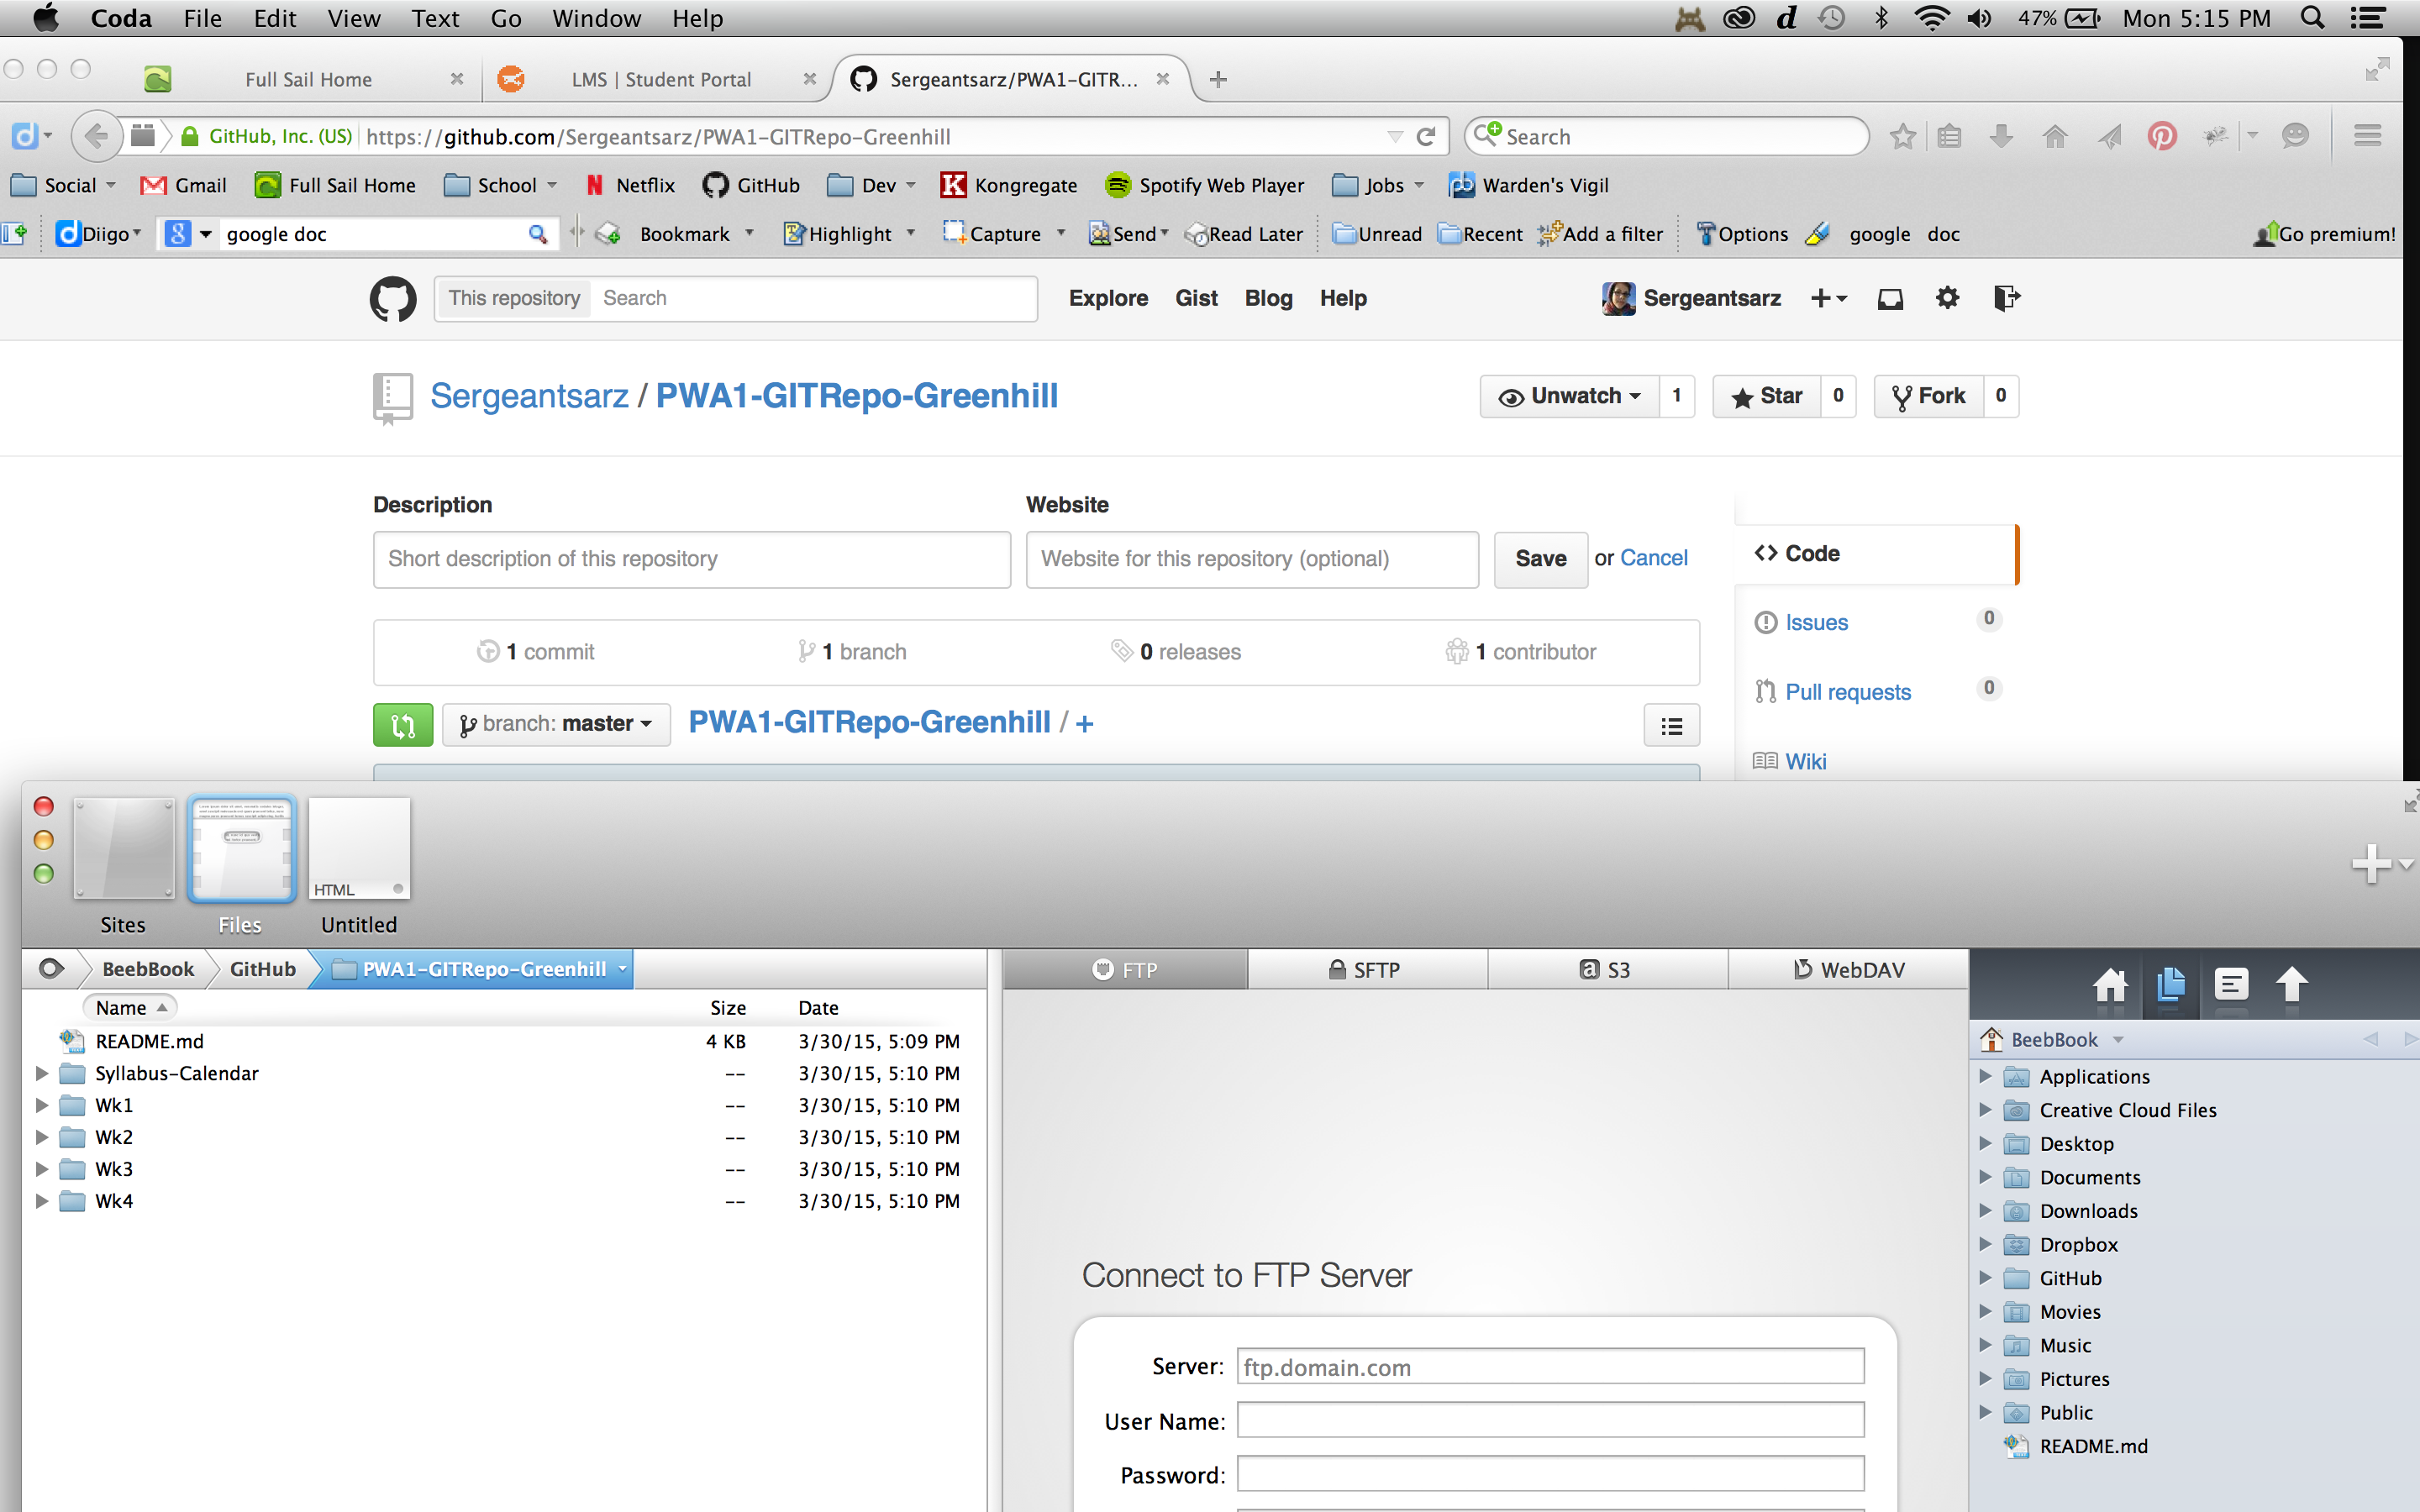 Coda File Edit View Text Go Window Help 47% Mon 5:15 PM
Full Sail Home LMS | Student Portal Sergeantsarz/PWA1-GITR...
GitHub, Inc. (US) https://github.com/Sergeantsarz/PWA1-GITRepo-Greenhill Search
Social Gmail Full Sail Home School Netflix GitHub Dev Kongregate Spotify Web Player Jobs Warden's Vigil
Diigo google doc Bookmark Highlight Capture Send Read Later Unread Recent Add a filter Options google doc Go premium!
This repository Search Explore Gist Blog Help Sergeantsarz
Sergeantsarz / PWA1-GITRepo-Greenhill Unwatch 1 Star 0 Fork 0
Description Website
Short description of this repository Website for this repository (optional) Save or Cancel
Code
1 commit 1 branch 0 releases 1 contributor
Issues 0
Pull requests 0
branch: master PWA1-GITRepo-Greenhill / +
Wiki
HTML
Sites Files Untitled
BeebBook GitHub PWA1-GITRepo-Greenhill
FTP SFTP S3 WebDAV
Name Size Date
README.md 4 KB 3/30/15, 5:09 PM
Syllabus-Calendar -- 3/30/15, 5:10 PM
Wk1 -- 3/30/15, 5:10 PM
Wk2 -- 3/30/15, 5:10 PM
Wk3 -- 3/30/15, 5:10 PM
Wk4 -- 3/30/15, 5:10 PM
Connect to FTP Server
Server: ftp.domain.com
User Name:
Password:
BeebBook
Applications
Creative Cloud Files
Desktop
Documents
Downloads
Dropbox
GitHub
Movies
Music
Pictures
Public
README.md